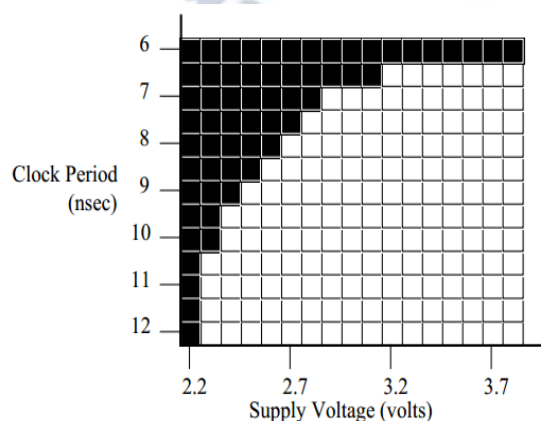 6
7
8
Clock Period
(nsec)
9
10
11
12
2.2 2.7 3.2 3.7
Supply Voltage (volts)